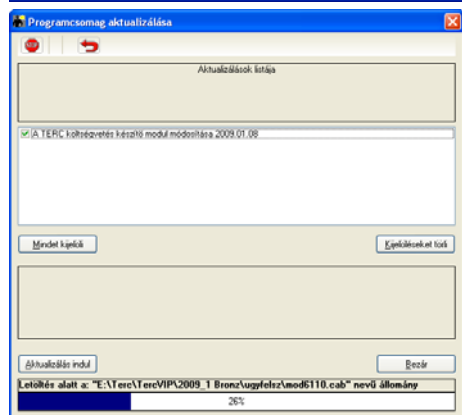 Programcsomag aktualizálása
Aktualizálások listája
A TERC költségvetés készítő modul módosítása 2009.01.08
Mindet kijelöli
Kijelöléseket törli
Aktualizálás indul
Bezár
Letöltés alatt a: "E:\Terc\TercVIP\2009_1 Bronz\ugyfelsz\mod6110.cab" nevű állomány
26%